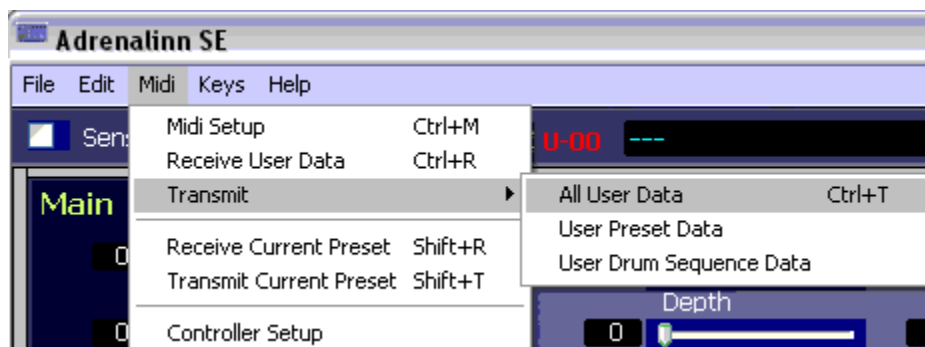 Adrenalinn SE
File Edit Midi Keys Help
Midi Setup Ctrl+M
Receive User Data Ctrl+R
Transmit
Receive Current Preset Shift+R
Transmit Current Preset Shift+T
Controller Setup
All User Data Ctrl+T
User Preset Data
User Drum Sequence Data
U-00 ---
Main
0
0
Depth
0